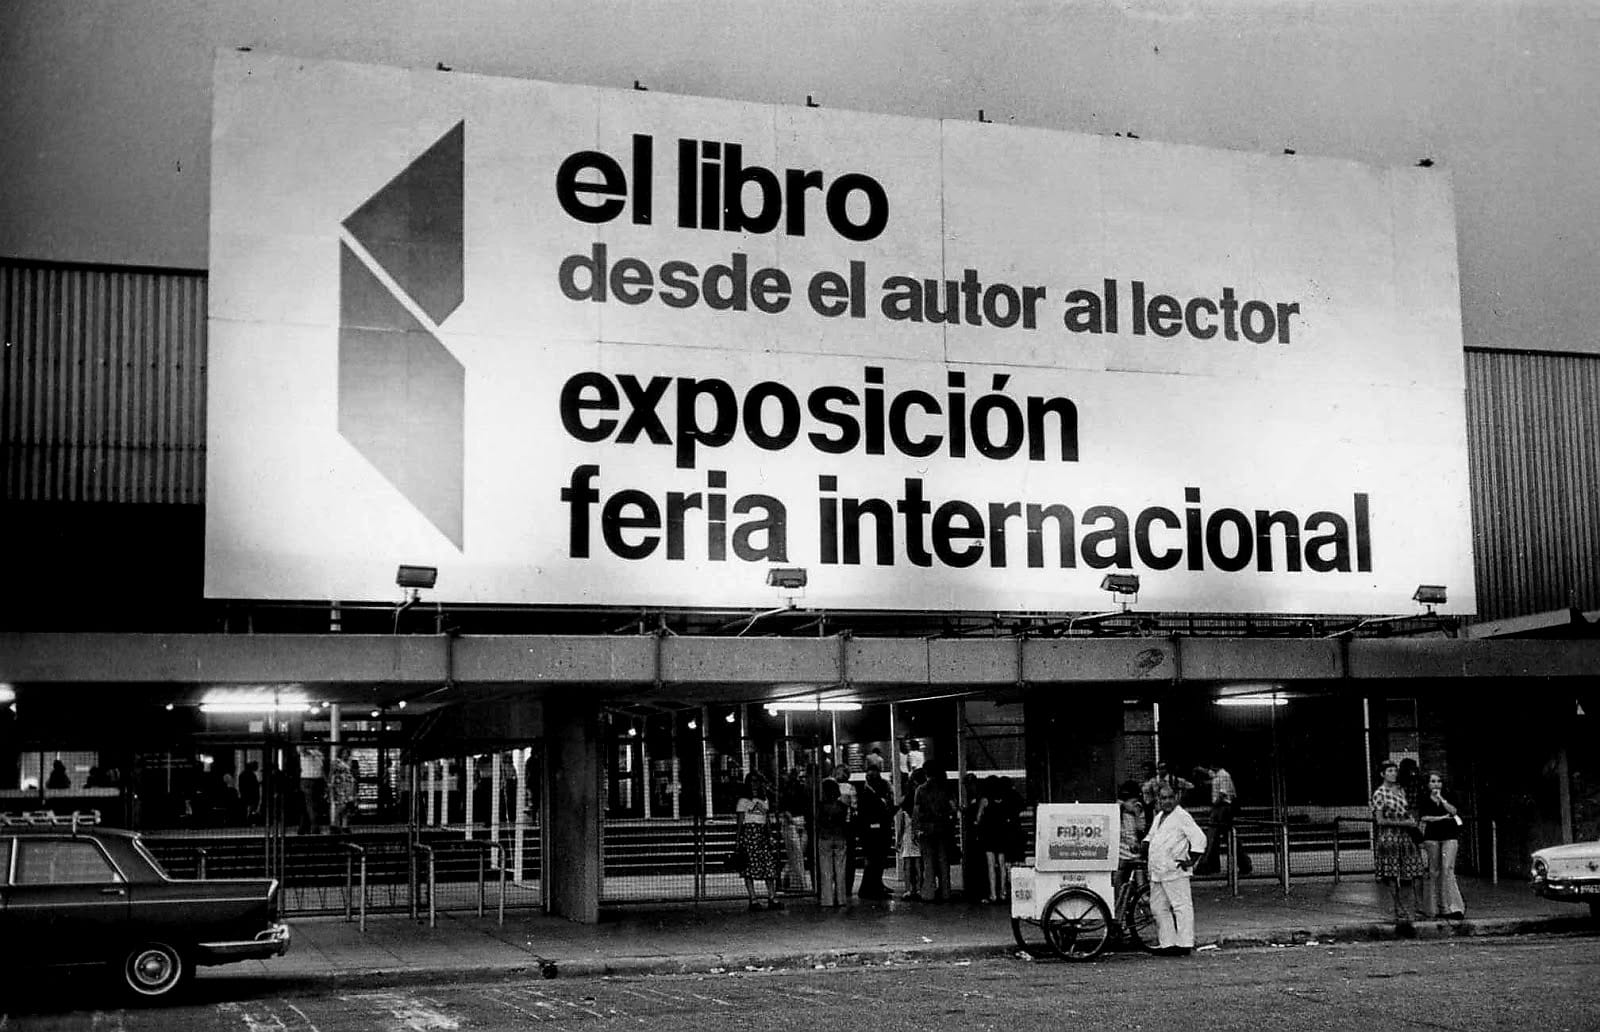 el libro
desde el autor al lector
exposición
feria internacional
FRIGOR